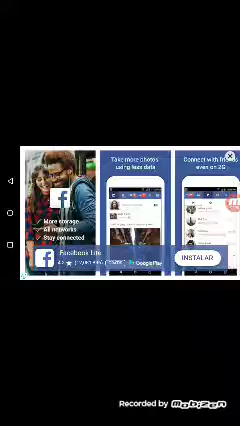 More storage
All networks
Stay connected
Take more photos
using less data
Connect with friends
even on 2G
Facebook Lite
Google Play
INSTALAR
Recorded by
mobizen